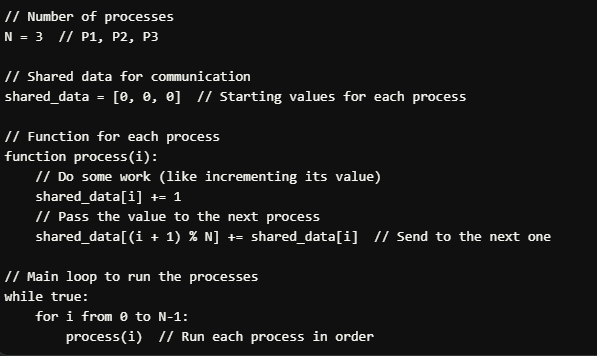 // Number of processes
N = 3  // P1, P2, P3
// Shared data for communication
shared_data = [0, 0, 0]  // Starting values for each process
// Function for each process
function process(i):
    // Do some work (like incrementing its value)
    shared_data[i] += 1
    // Pass the value to the next process
    shared_data[(i + 1) % N] += shared_data[i]  // Send to the next one
// Main loop to run the processes
while true:
    for i from 0 to N-1:
        process(i)  // Run each process in order